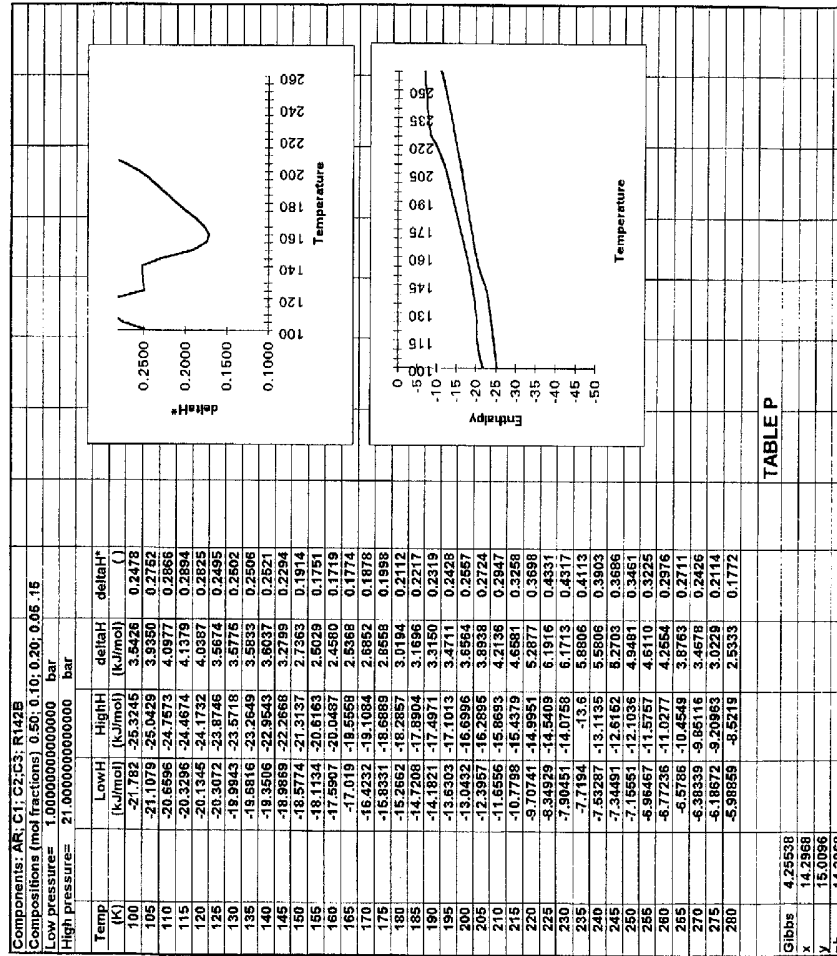 Components: AR; C1; C2;C3; R142B
Compositions (mol fractions) 0.50; 0.10; 0.20; 0.05 .15
Low pressure= 1.00000000000000 bar
High pressure= 21.0000000000000 bar
Temp LowH HighH deltaH deltaH*
(K) (kJ/mol) (kJ/mol) (kJ/mol) ( )
100 -21.782 -25.3245 3.5426 0.2478
105 -21.1079 -25.0429 3.9350 0.2752
110 -20.6596 -24.7573 4.0977 0.2866
115 -20.3296 -24.4674 4.1379 0.2894
120 -20.1345 -24.1732 4.0387 0.2825
125 -20.3072 -23.8746 3.5674 0.2495
130 -19.9943 -23.5718 3.5775 0.2502
135 -19.6816 -23.2649 3.5833 0.2506
140 -19.3506 -22.9543 3.6037 0.2521
145 -18.9869 -22.2668 3.2799 0.2294
150 -18.5774 -21.3137 2.7363 0.1914
155 -18.1134 -20.6163 2.5029 0.1751
160 -17.5907 -20.0487 2.4580 0.1719
165 -17.019 -19.5558 2.5368 0.1774
170 -16.4232 -19.1084 2.6852 0.1878
175 -15.8331 -18.6889 2.8558 0.1998
180 -15.2662 -18.2857 3.0194 0.2112
185 -14.7208 -17.8904 3.1696 0.2217
190 -14.1821 -17.4971 3.3150 0.2319
195 -13.6303 -17.1013 3.4711 0.2428
200 -13.0432 -16.6996 3.6564 0.2557
205 -12.3957 -16.2895 3.8938 0.2724
210 -11.6556 -15.8693 4.2136 0.2947
215 -10.7798 -15.4379 4.6581 0.3258
220 -9.70741 -14.9951 5.2877 0.3698
225 -8.34929 -14.5409 6.1916 0.4331
230 -7.90451 -14.0758 6.1713 0.4317
235 -7.7194 -13.6 5.8806 0.4113
240 -7.53287 -13.1135 5.5806 0.3903
245 -7.34491 -12.6152 5.2703 0.3686
250 -7.15551 -12.1036 4.9481 0.3461
255 -6.96467 -11.5757 4.6110 0.3225
260 -6.77236 -11.0277 4.2554 0.2976
265 -6.5786 -10.4549 3.8763 0.2711
270 -6.38339 -9.85116 3.4678 0.2426
275 -6.18672 -9.20963 3.0229 0.2114
280 -5.98859 -8.5219 2.5333 0.1772
Gibbs 4.25538
x 14.2968
y 15.0096
deltaH*
0.2500
0.2000
0.1500
0.1000
100 120 140 160 180 200 220 240 260
Temperature
Enthalpy
0
-5
-10
-15
-20
-25
-30
-35
-40
-45
-50
100 115 130 145 160 175 190 205 220 235 250
Temperature
TABLE P